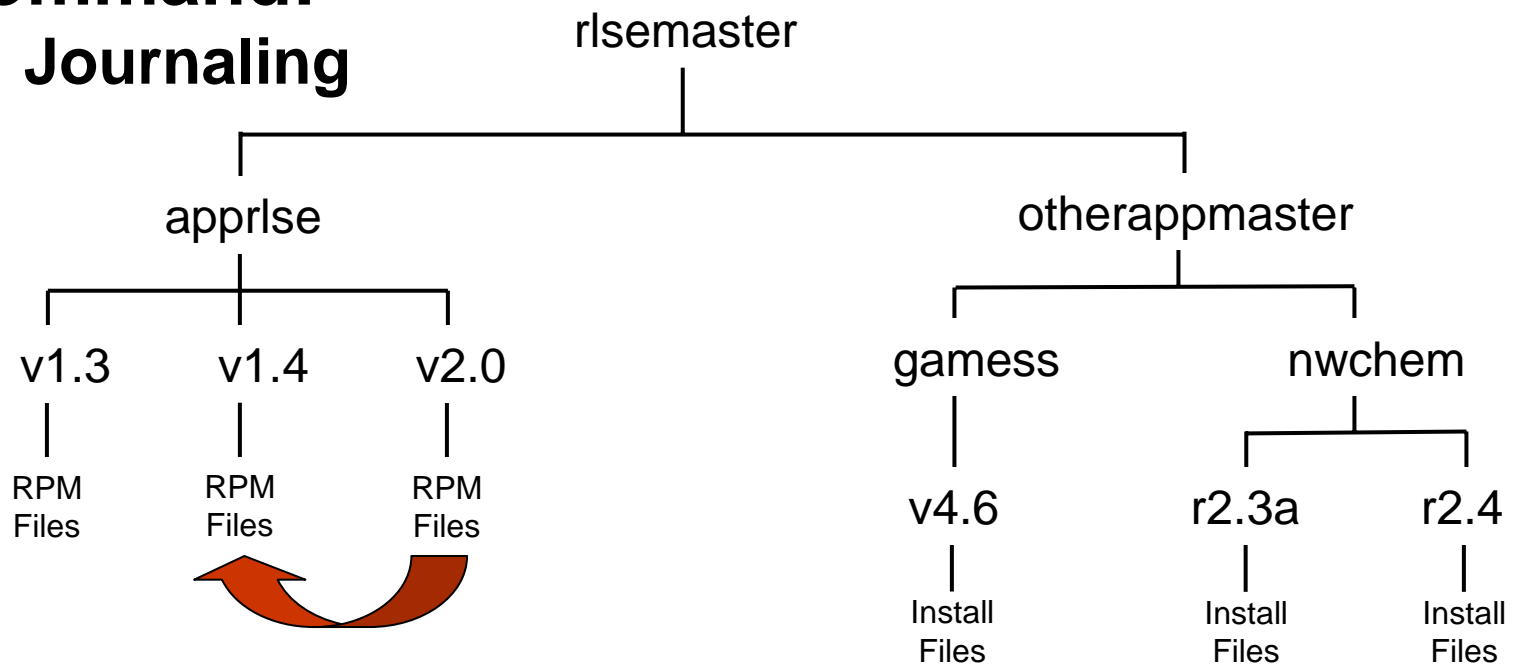 Journaling
rlsemaster
apprlse
otherappmaster
v1.3
v1.4
v2.0
gamess
nwchem
RPM
Files
RPM
Files
RPM
Files
v4.6
r2.3a
r2.4
Install
Files
Install
Files
Install
Files